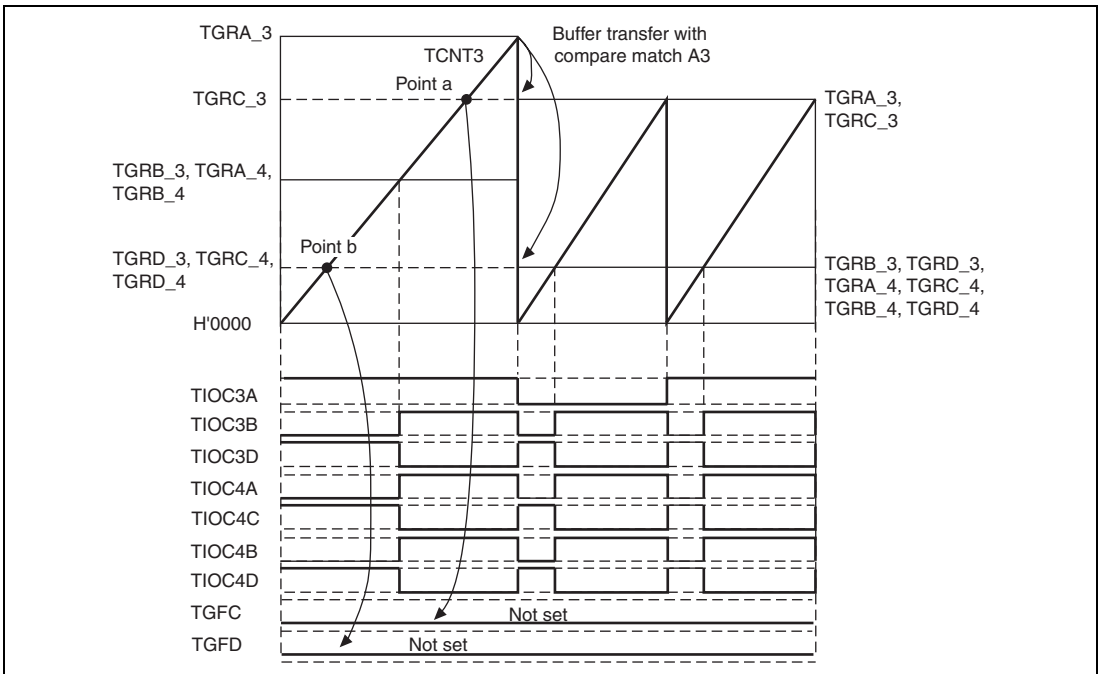 TGRA_3
TCNT3
Buffer transfer with
compare match A3
Point a
TGRC_3
TGRA_3,
TGRC_3
TGRB_3, TGRA_4,
TGRB_4
Point b
TGRD_3, TGRC_4,
TGRD_4
TGRB_3, TGRD_3,
TGRA_4, TGRC_4,
TGRB_4, TGRD_4
H'0000
TIOC3A
TIOC3B
TIOC3D
TIOC4A
TIOC4C
TIOC4B
TIOC4D
TGFC
Not set
TGFD
Not set